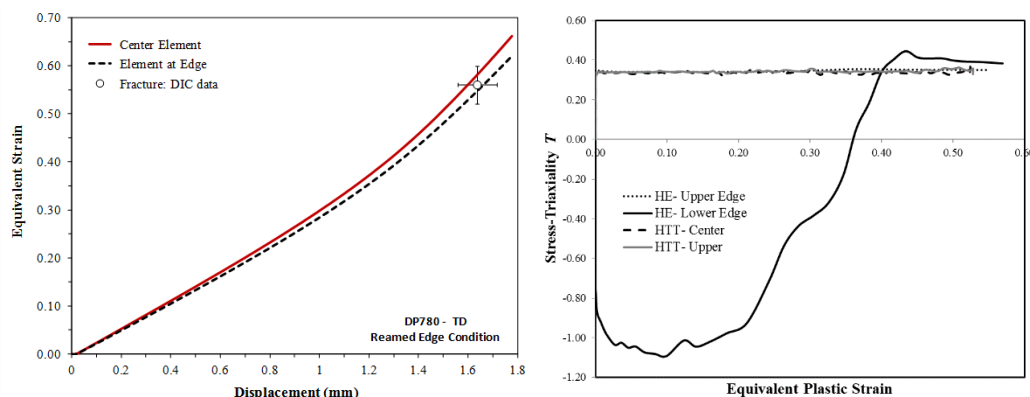 0.70
0.60
0.50
0.40
0.30
0.20
0.10
0.00
Equivalent Strain
Center Element
Element at Edge
Fracture: DIC data
DP780 - TD
Reamed Edge Condition
0 0.2 0.4 0.6 0.8 1 1.2 1.4 1.6 1.8
Displacement (mm)
0.60
0.40
0.20
0.00
-0.20
-0.40
-0.60
-0.80
-1.00
-1.20
Stress-Triaxiality T
0.00 0.10 0.20 0.30 0.40 0.50 0.60
HE- Upper Edge
HE- Lower Edge
HTT- Center
HTT- Upper
Equivalent Plastic Strain